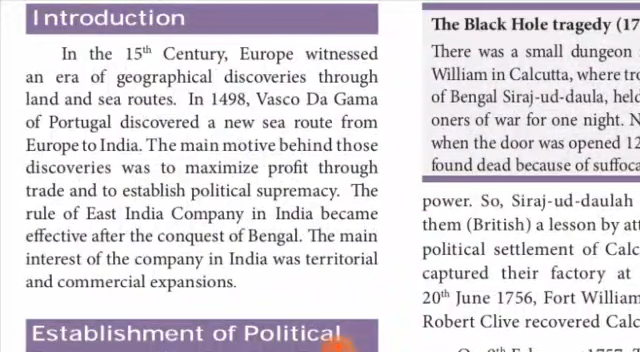 Introduction
In the 15th Century, Europe witnessed
an era of geographical discoveries through
land and sea routes. In 1498, Vasco Da Gama
of Portugal discovered a new sea route from
Europe to India. The main motive behind those
discoveries was to maximize profit through
trade and to establish political supremacy. The
rule of East India Company in India became
effective after the conquest of Bengal. The main
interest of the company in India was territorial
and commercial expansions.
Establishment of Political
The Black Hole tragedy (17
There was a small dungeon
William in Calcutta, where tro
of Bengal Siraj-ud-daula, held
oners of war for one night. N
when the door was opened 12
found dead because of suffoca
power. So, Siraj-ud-daulah
them (British) a lesson by att
political settlement of Calc
captured their factory at
20th June 1756, Fort William
Robert Clive recovered Calc